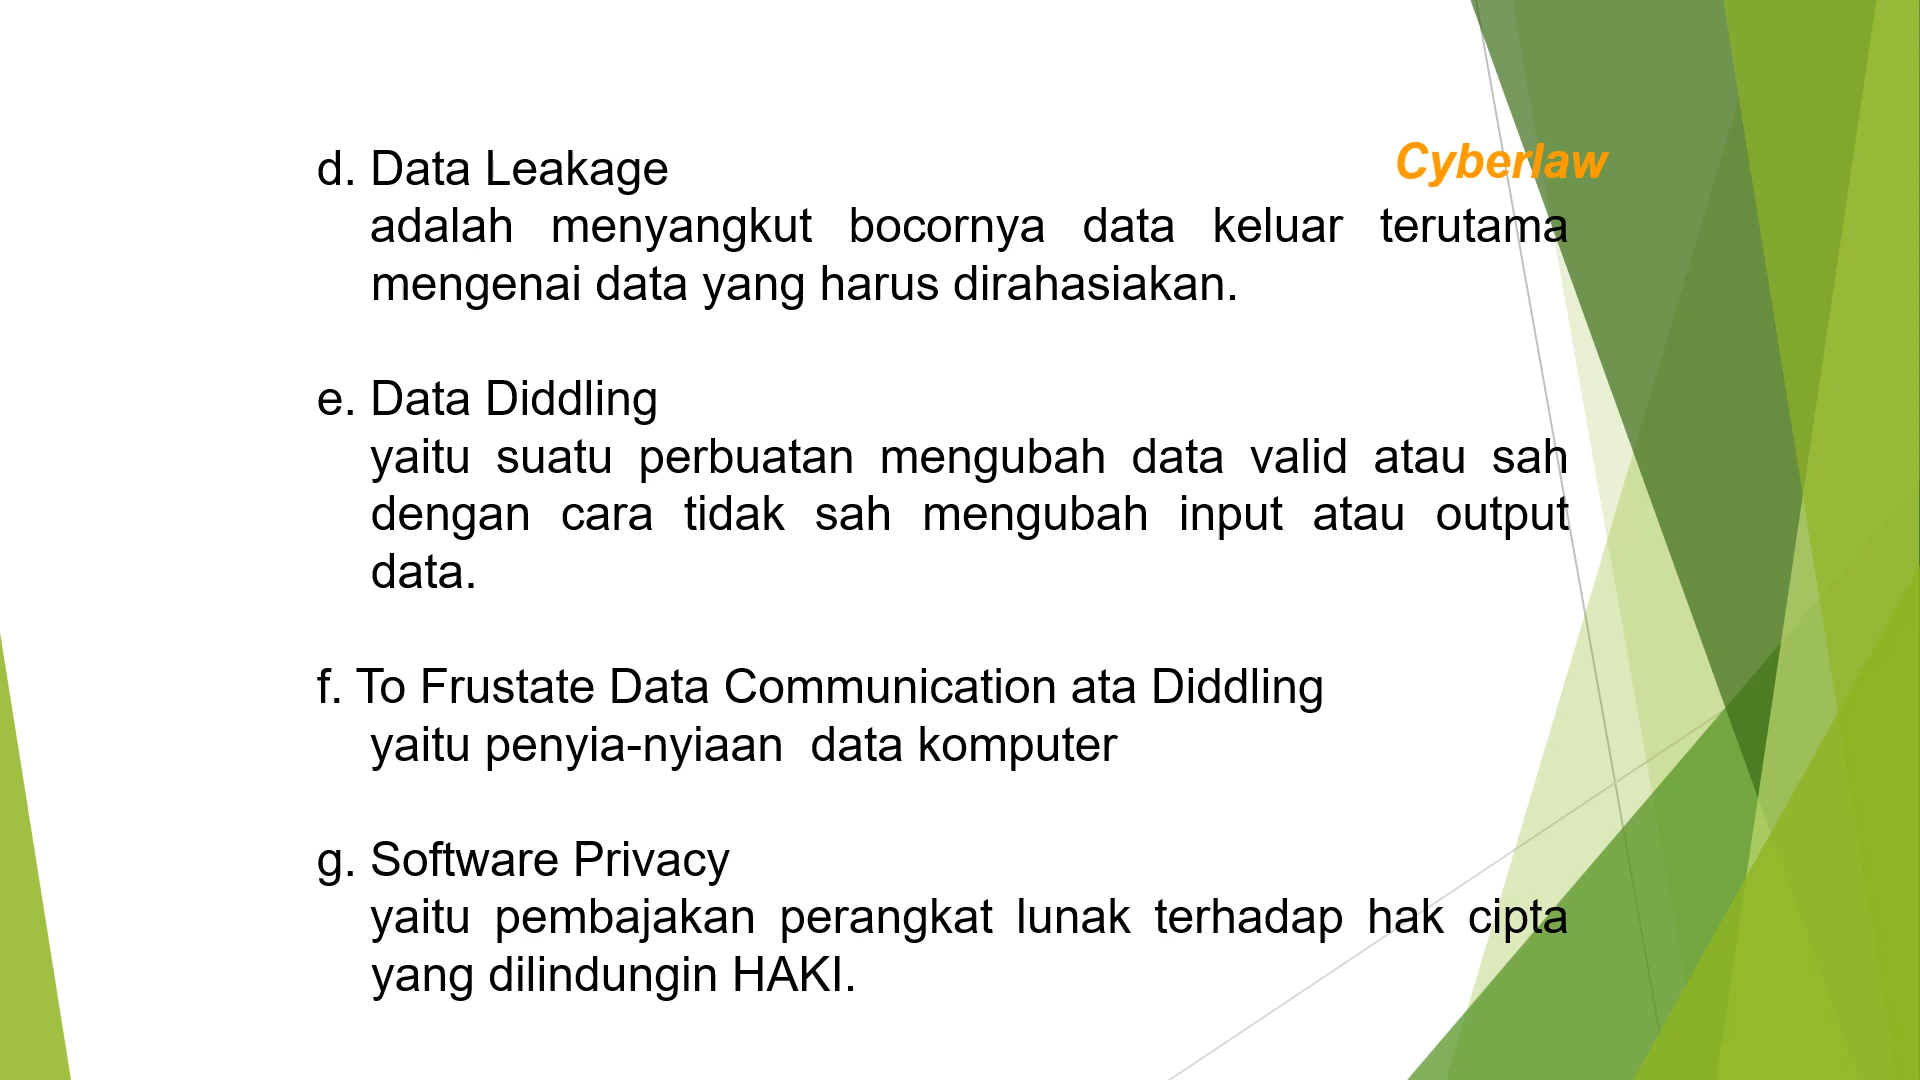 Cyberlaw
d. Data Leakage
adalah menyangkut bocornya data keluar terutama
mengenai data yang harus dirahasiakan.
e. Data Diddling
yaitu suatu perbuatan mengubah data valid atau sah
dengan cara tidak sah mengubah input atau output
data.
f. To Frustate Data Communication ata Diddling
yaitu penyia-nyiaan  data komputer
g. Software Privacy
yaitu pembajakan perangkat lunak terhadap hak cipta
yang dilindungin HAKI.